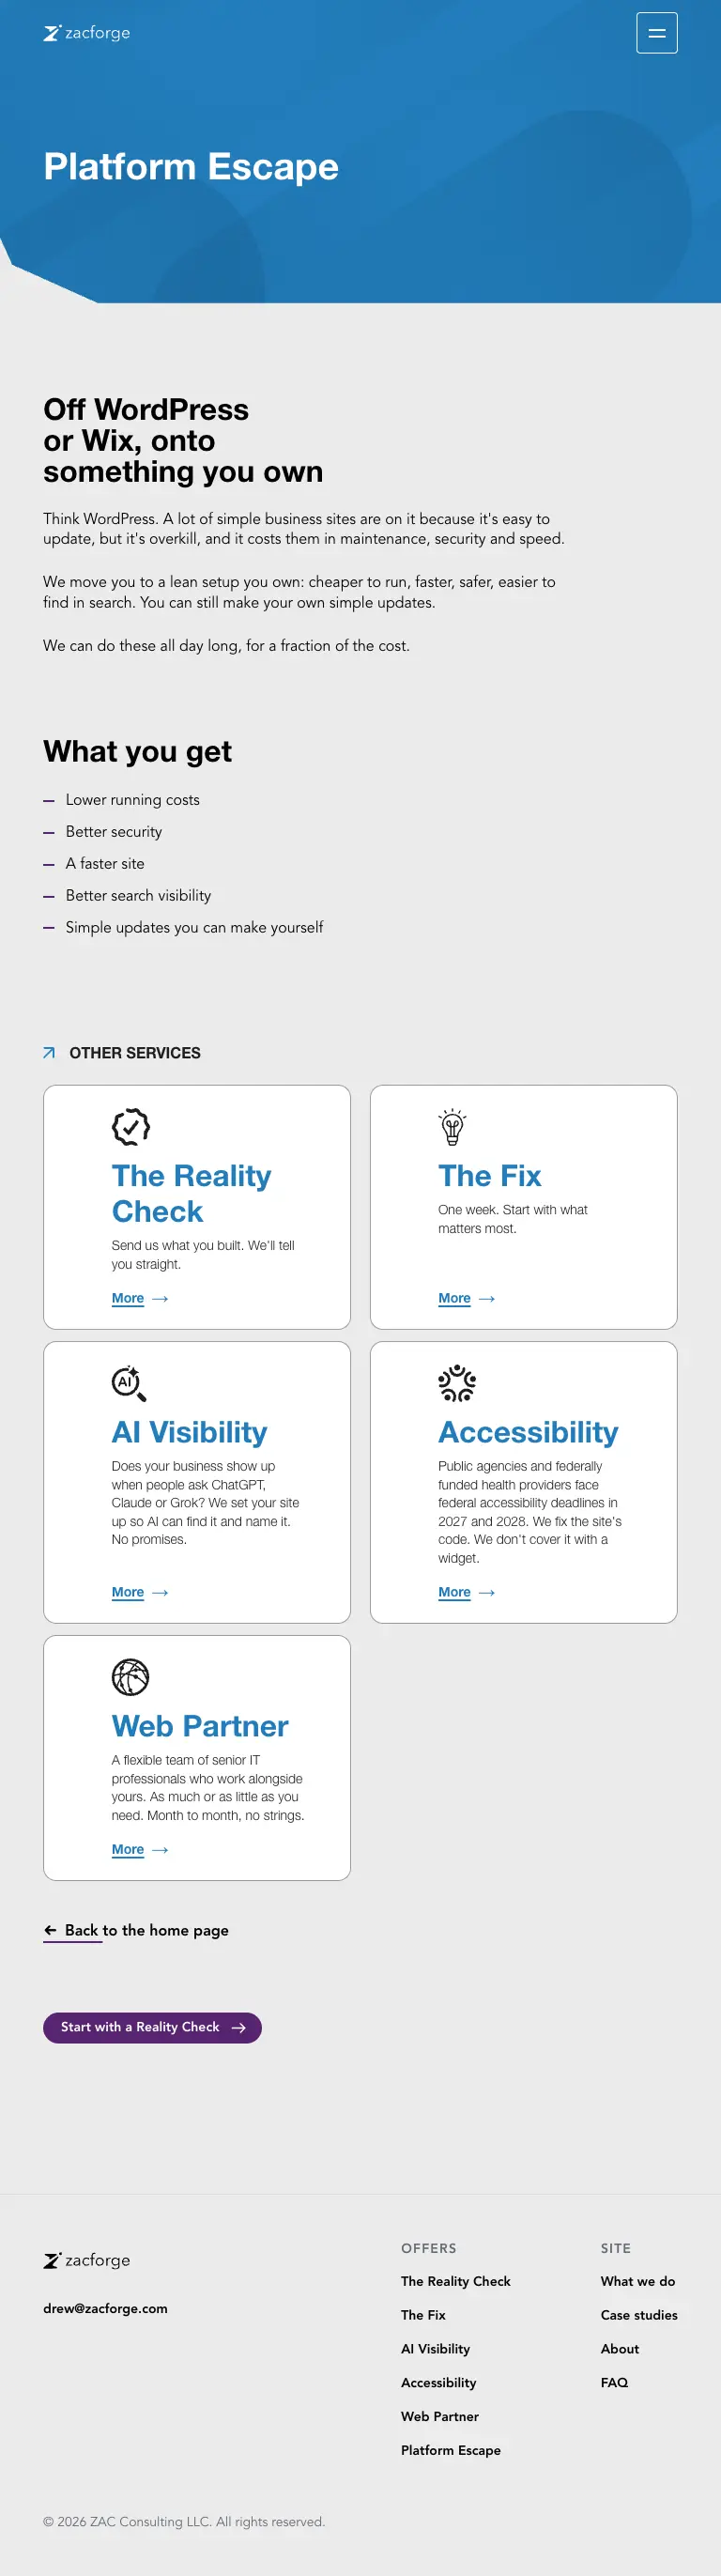 zacforge
Platform Escape
Off WordPress
or Wix, onto
something you own
Think WordPress. A lot of simple business sites are on it because it's easy to
update, but it's overkill, and it costs them in maintenance, security and speed.
We move you to a lean setup you own: cheaper to run, faster, safer, easier to
find in search. You can still make your own simple updates.
We can do these all day long, for a fraction of the cost.
What you get
Lower running costs
Better security
A faster site
Better search visibility
Simple updates you can make yourself
OTHER SERVICES
The Reality
Check
Send us what you built. We'll tell
you straight.
More
The Fix
One week. Start with what
matters most.
More
AI
AI Visibility
Does your business show up
when people ask ChatGPT,
Claude or Grok? We set your site
up so AI can find it and name it.
No promises.
More
Accessibility
Public agencies and federally
funded health providers face
federal accessibility deadlines in
2027 and 2028. We fix the site's
code. We don't cover it with a
widget.
More
Web Partner
A flexible team of senior IT
professionals who work alongside
yours. As much or as little as you
need. Month to month, no strings.
More
Back to the home page
Start with a Reality Check
zacforge
drew@zacforge.com
OFFERS
The Reality Check
The Fix
AI Visibility
Accessibility
Web Partner
Platform Escape
SITE
What we do
Case studies
About
FAQ
© 2026 ZAC Consulting LLC. All rights reserved.